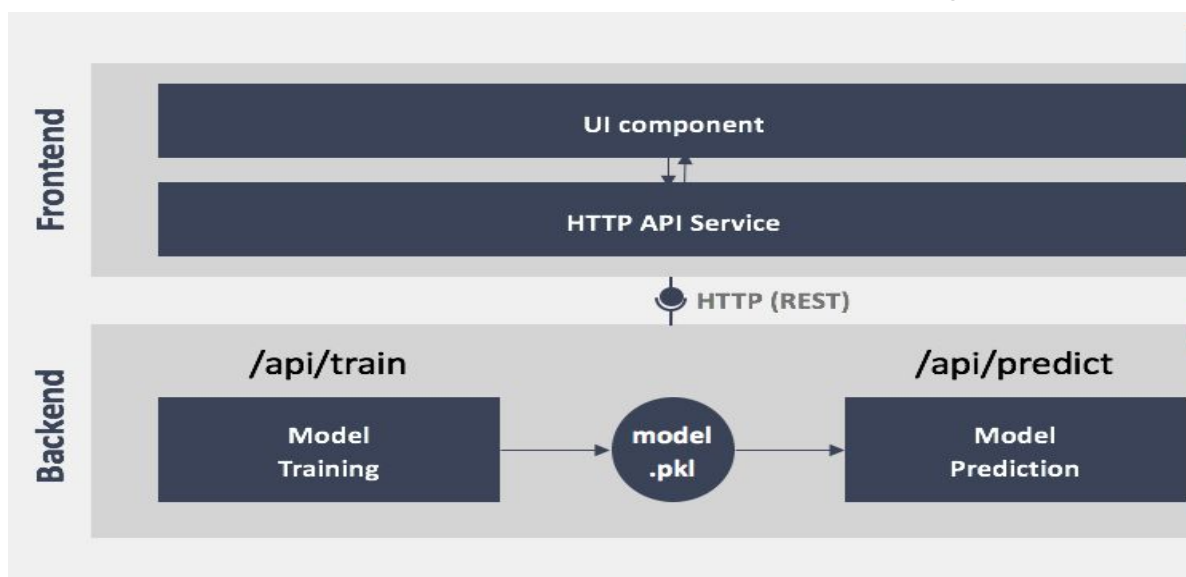 Frontend
UI component
HTTP API Service
HTTP (REST)
Backend
/api/train
/api/predict
Model
Training
model
.pkl
Model
Prediction